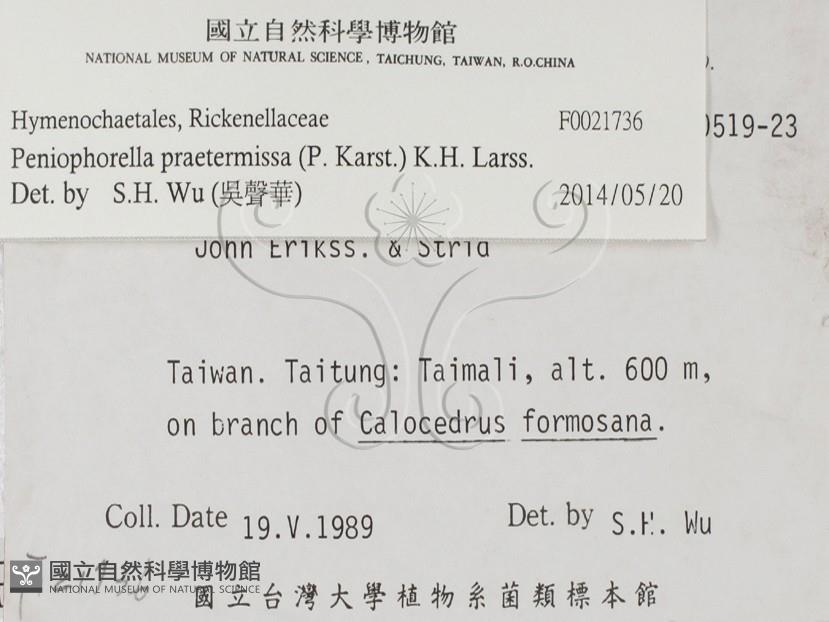 國立自然科學博物館
NATIONAL MUSEUM OF NATURAL SCIENCE, TAICHUNG, TAIWAN, R.O.CHINA
Hymenochaetales, Rickenellaceae F0021736
Peniophorella praetermissa (P. Karst.) K.H. Larss.
Det. by S.H. Wu (吳聲華) 2014/05/20
0519-23
John Erikss. & Strid
Taiwan. Taitung: Taimali, alt. 600 m,
on branch of Calocedrus formosana.
Coll. Date 19.V.1989 Det. by S.H. Wu
國立自然科學博物館
NATIONAL MUSEUM OF NATURAL SCIENCE
國立台灣大學植物系菌類標本館